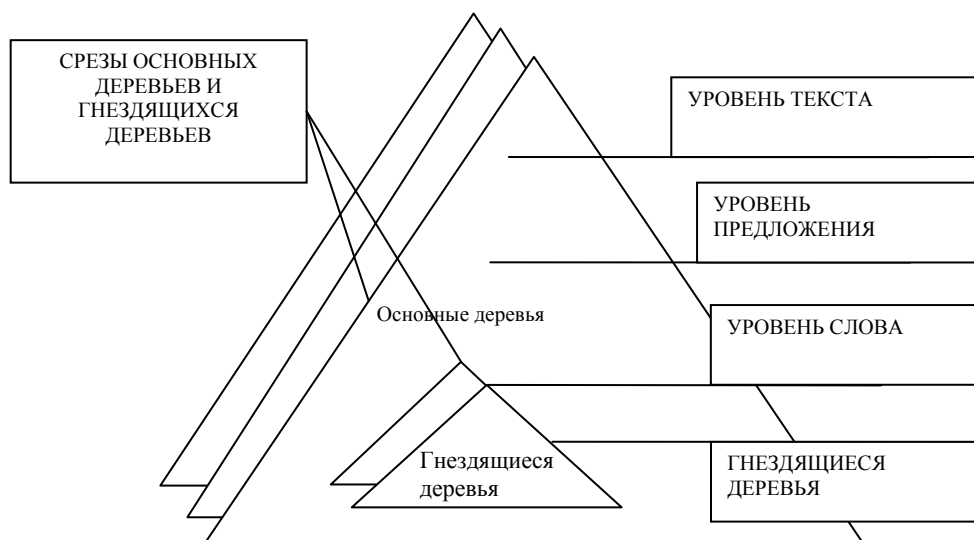 СРЕЗЫ ОСНОВНЫХ
ДЕРЕВЬЕВ И
ГНЕЗДЯЩИХСЯ
ДЕРЕВЬЕВ
УРОВЕНЬ ТЕКСТА
УРОВЕНЬ
ПРЕДЛОЖЕНИЯ
Основные деревья
УРОВЕНЬ СЛОВА
Гнездящиеся
деревья
ГНЕЗДЯЩИЕСЯ
ДЕРЕВЬЯ